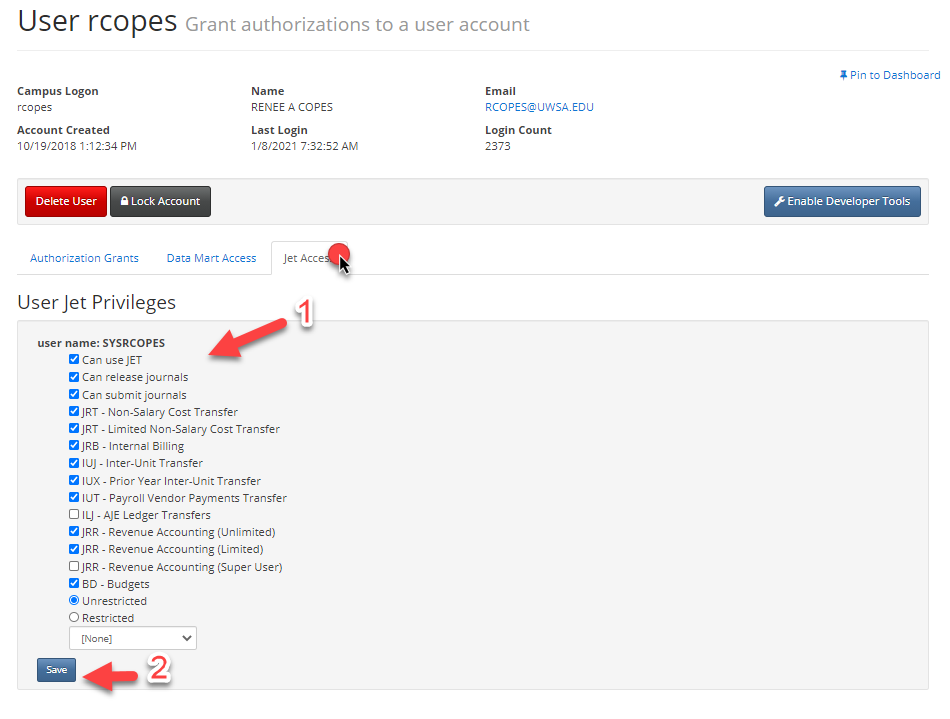 User rcopes Grant authorizations to a user account
Pin to Dashboard
Campus Logon Name Email
rcopes RENEE A COPES RCOPES@UWSA.EDU
Account Created Last Login Login Count
10/19/2018 1:12:34 PM 1/8/2021 7:32:52 AM 2373
Delete User Lock Account Enable Developer Tools
Authorization Grants Data Mart Access Jet Access
User Jet Privileges
1
user name: SYSRCOPES
Can use JET
Can release journals
Can submit journals
JRT - Non-Salary Cost Transfer
JRT - Limited Non-Salary Cost Transfer
JRB - Internal Billing
IUJ - Inter-Unit Transfer
IUX - Prior Year Inter-Unit Transfer
IUT - Payroll Vendor Payments Transfer
ILJ - AJE Ledger Transfers
JRR - Revenue Accounting (Unlimited)
JRR - Revenue Accounting (Limited)
JRR - Revenue Accounting (Super User)
BD - Budgets
Unrestricted
Restricted
[None]
Save 2